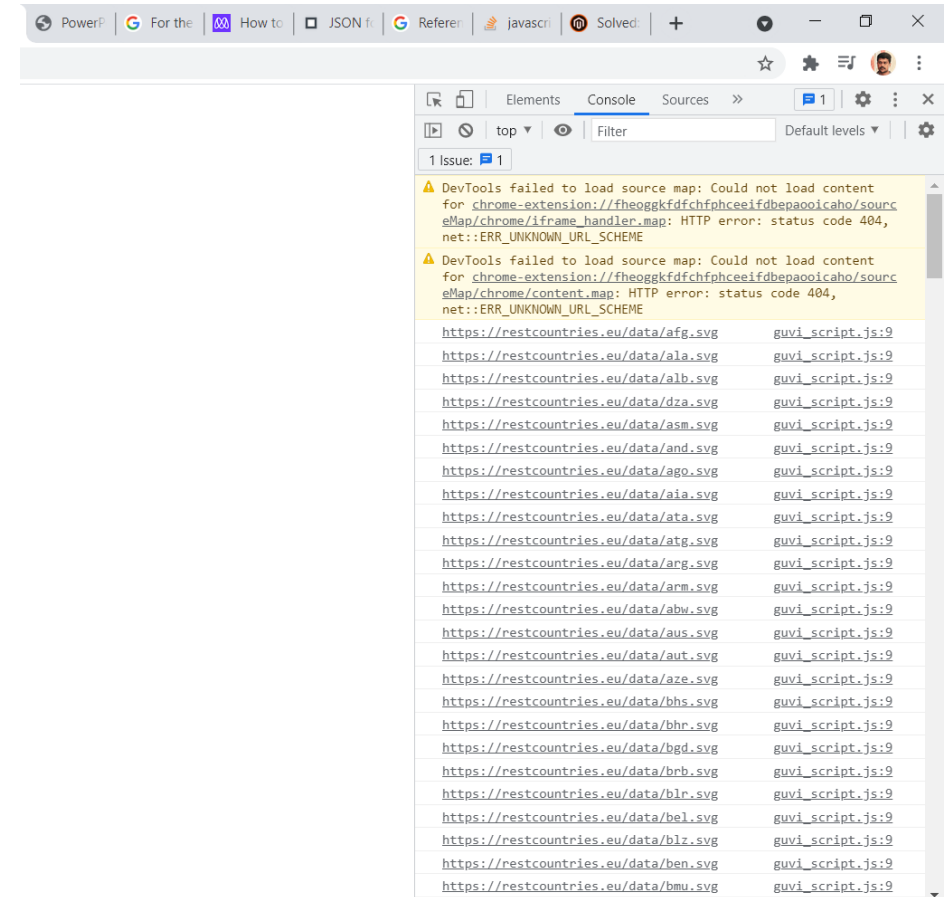 PowerP For the How to JSON fo Referen javascri Solved:
Elements Console Sources 1
top Filter Default levels
1 Issue: 1
DevTools failed to load source map: Could not load content
for chrome-extension://fheoggkfdfchfphceeifdbepaooicaho/sourc
eMap/chrome/iframe_handler.map: HTTP error: status code 404,
net::ERR_UNKNOWN_URL_SCHEME
DevTools failed to load source map: Could not load content
for chrome-extension://fheoggkfdfchfphceeifdbepaooicaho/sourc
eMap/chrome/content.map: HTTP error: status code 404,
net::ERR_UNKNOWN_URL_SCHEME
https://restcountries.eu/data/afg.svg guvi_script.js:9
https://restcountries.eu/data/ala.svg guvi_script.js:9
https://restcountries.eu/data/alb.svg guvi_script.js:9
https://restcountries.eu/data/dza.svg guvi_script.js:9
https://restcountries.eu/data/asm.svg guvi_script.js:9
https://restcountries.eu/data/and.svg guvi_script.js:9
https://restcountries.eu/data/ago.svg guvi_script.js:9
https://restcountries.eu/data/aia.svg guvi_script.js:9
https://restcountries.eu/data/ata.svg guvi_script.js:9
https://restcountries.eu/data/atg.svg guvi_script.js:9
https://restcountries.eu/data/arg.svg guvi_script.js:9
https://restcountries.eu/data/arm.svg guvi_script.js:9
https://restcountries.eu/data/abw.svg guvi_script.js:9
https://restcountries.eu/data/aus.svg guvi_script.js:9
https://restcountries.eu/data/aut.svg guvi_script.js:9
https://restcountries.eu/data/aze.svg guvi_script.js:9
https://restcountries.eu/data/bhs.svg guvi_script.js:9
https://restcountries.eu/data/bhr.svg guvi_script.js:9
https://restcountries.eu/data/bgd.svg guvi_script.js:9
https://restcountries.eu/data/brb.svg guvi_script.js:9
https://restcountries.eu/data/blr.svg guvi_script.js:9
https://restcountries.eu/data/bel.svg guvi_script.js:9
https://restcountries.eu/data/blz.svg guvi_script.js:9
https://restcountries.eu/data/ben.svg guvi_script.js:9
https://restcountries.eu/data/bmu.svg guvi_script.js:9